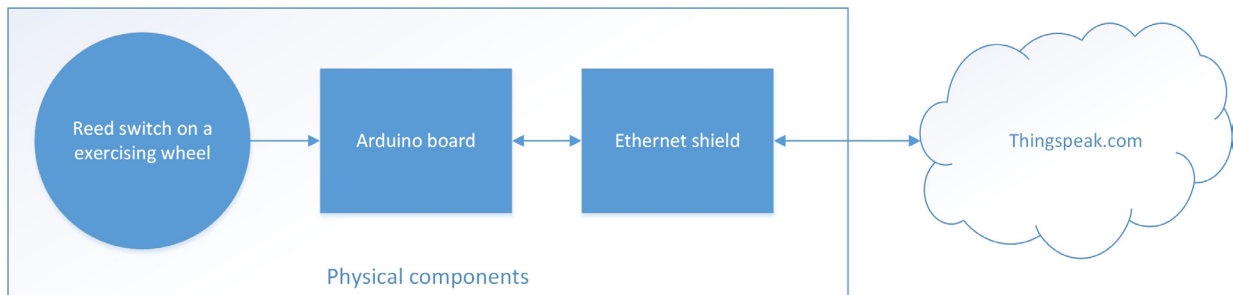 Reed switch on a
exercising wheel
Arduino board
Ethernet shield
Thingspeak.com
Physical components